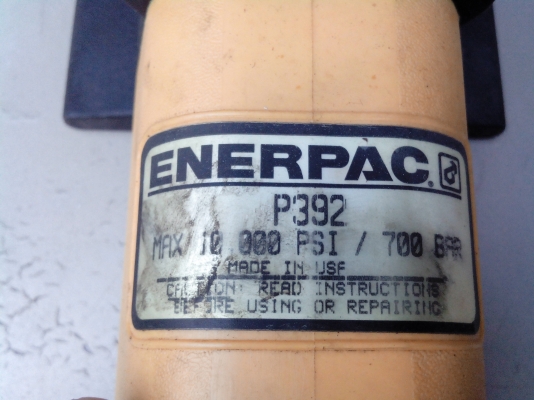 ENERPAC®
P392
MAX 10 000 PSI / 700 BAR
MADE IN USA
CAUTION: READ INSTRUCTIONS
BEFORE USING OR REPAIRING